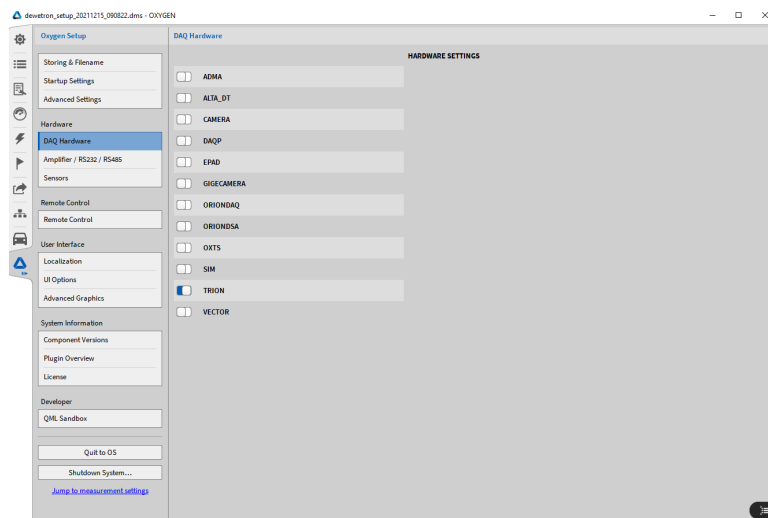 dewetron_setup_20211215_090822.dms - OXYGEN
Oxygen Setup
Storing & Filename
Startup Settings
Advanced Settings
Hardware
DAQ Hardware
Amplifier / RS232 / RS485
Sensors
Remote Control
Remote Control
User Interface
Localization
UI Options
Advanced Graphics
System Information
Component Versions
Plugin Overview
License
Developer
QML Sandbox
Quit to OS
Shutdown System...
Jump to measurement settings
DAQ Hardware
HARDWARE SETTINGS
ADMA
ALTA_DT
CAMERA
DAQP
EPAD
GIGECAMERA
ORIONDAQ
ORIONDSA
OXTS
SIM
TRION
VECTOR